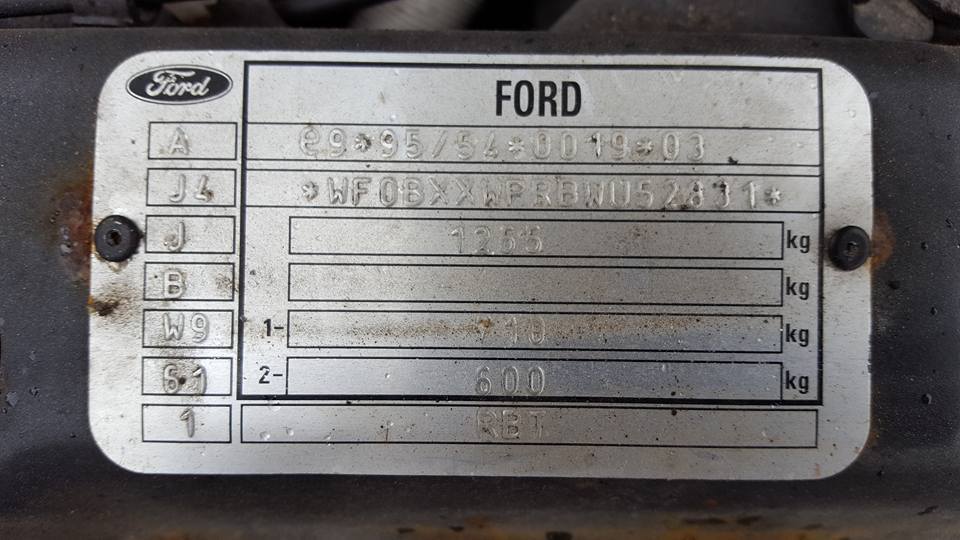 Ford
FORD
A e9*95/54*0019*03
J4 *WF0BXXWPRBWU52831*
J 1255 kg
B kg
W9 1- 710 kg
61 2- 600 kg
1 RBT